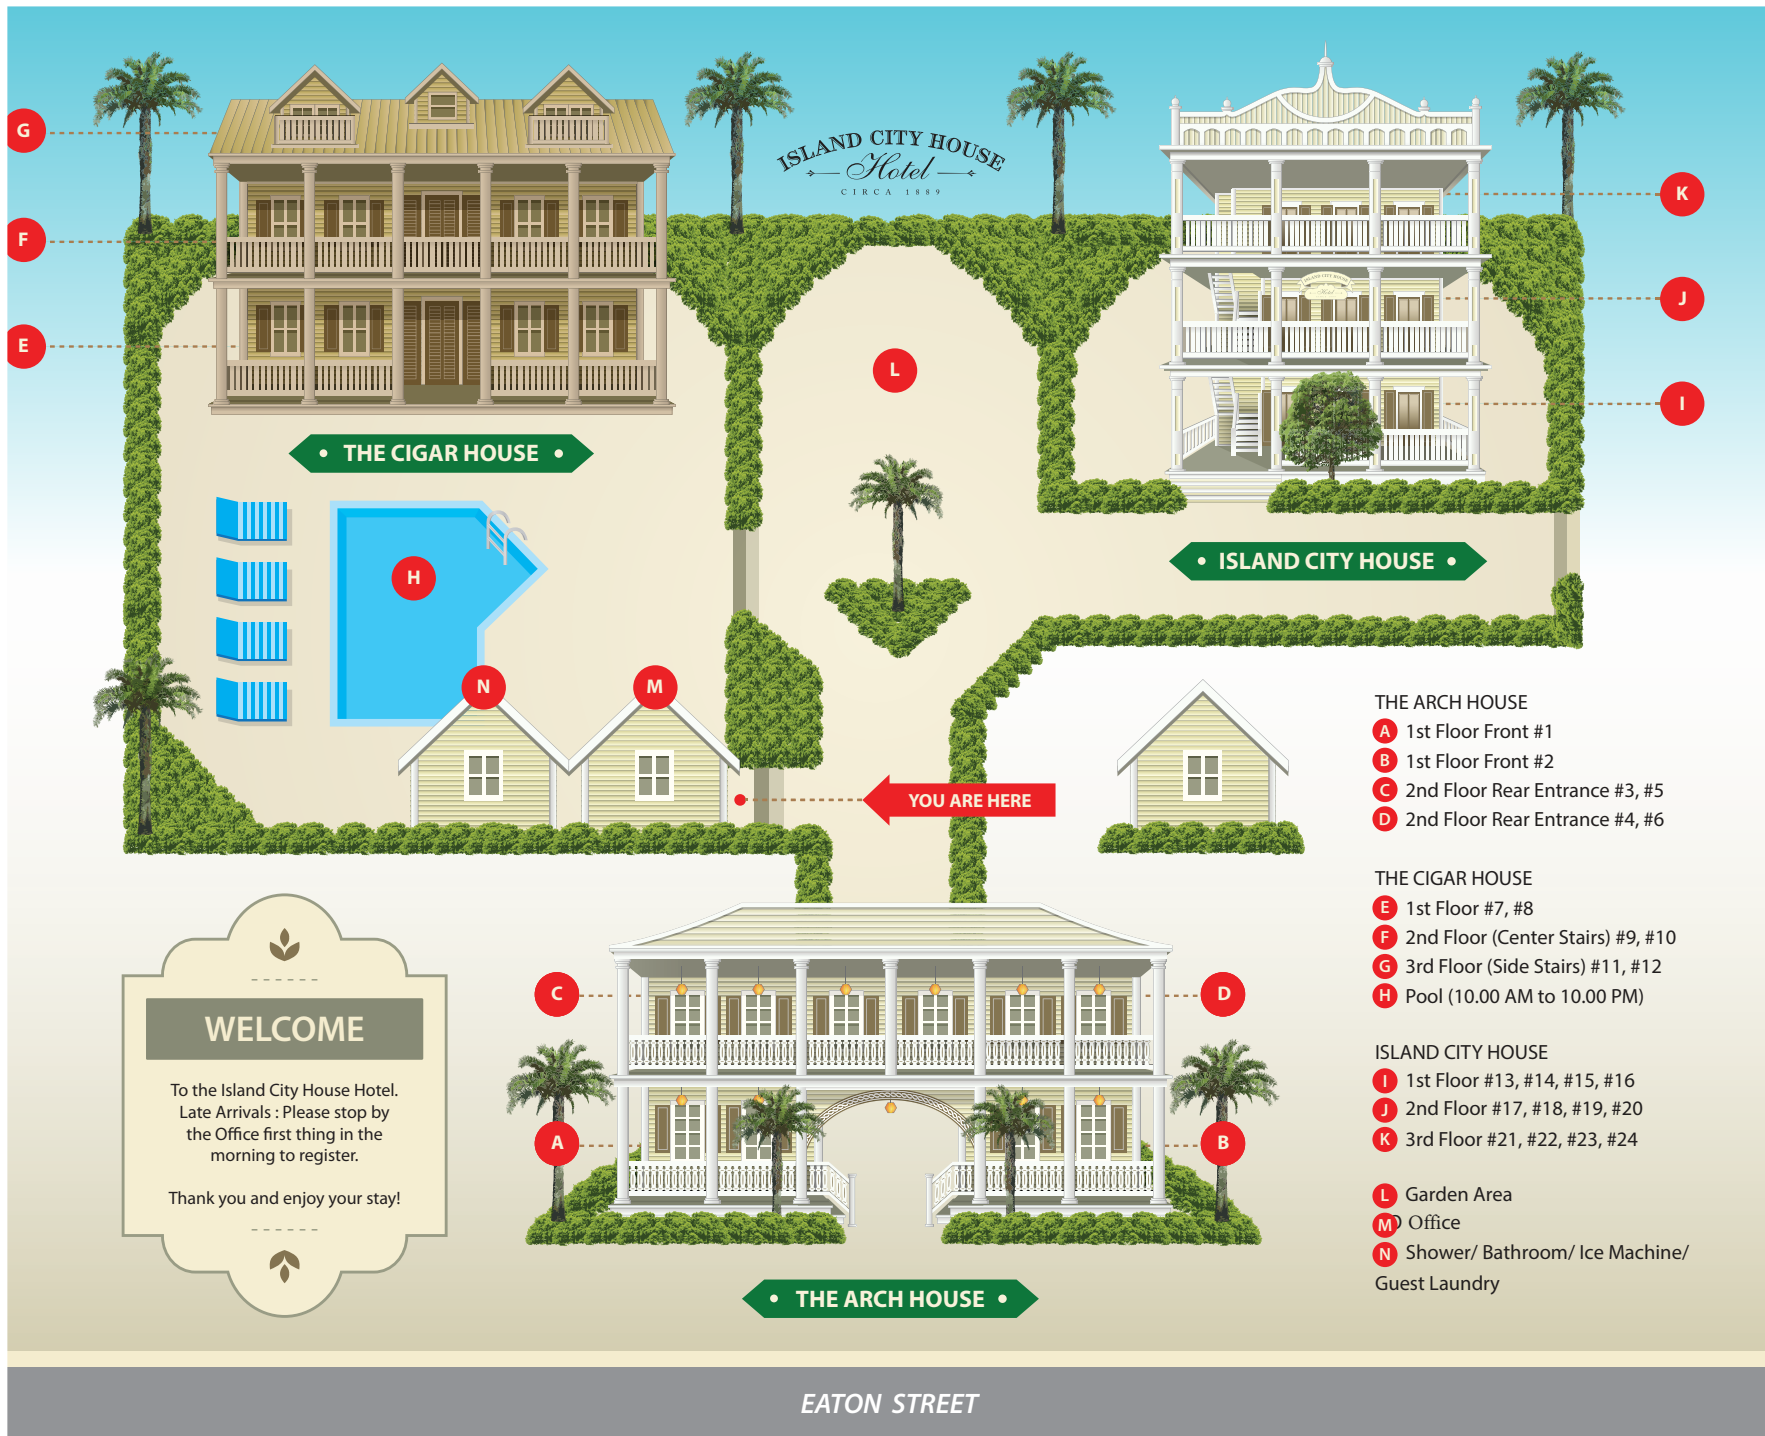 ISLAND CITY HOUSE
Hotel
CIRCA 1889
G
F
E
K
J
I
ISLAND CITY HOUSE
Hotel
L
• THE CIGAR HOUSE •
H
N
M
• ISLAND CITY HOUSE •
YOU ARE HERE
THE ARCH HOUSE
A 1st Floor Front #1
B 1st Floor Front #2
C 2nd Floor Rear Entrance #3, #5
D 2nd Floor Rear Entrance #4, #6
THE CIGAR HOUSE
E 1st Floor #7, #8
F 2nd Floor (Center Stairs) #9, #10
G 3rd Floor (Side Stairs) #11, #12
H Pool (10.00 AM to 10.00 PM)
ISLAND CITY HOUSE
I 1st Floor #13, #14, #15, #16
J 2nd Floor #17, #18, #19, #20
K 3rd Floor #21, #22, #23, #24
L Garden Area
M Office
N Shower/ Bathroom/ Ice Machine/
Guest Laundry
WELCOME
To the Island City House Hotel.
Late Arrivals : Please stop by
the Office first thing in the
morning to register.
Thank you and enjoy your stay!
C
D
A
B
• THE ARCH HOUSE •
EATON STREET